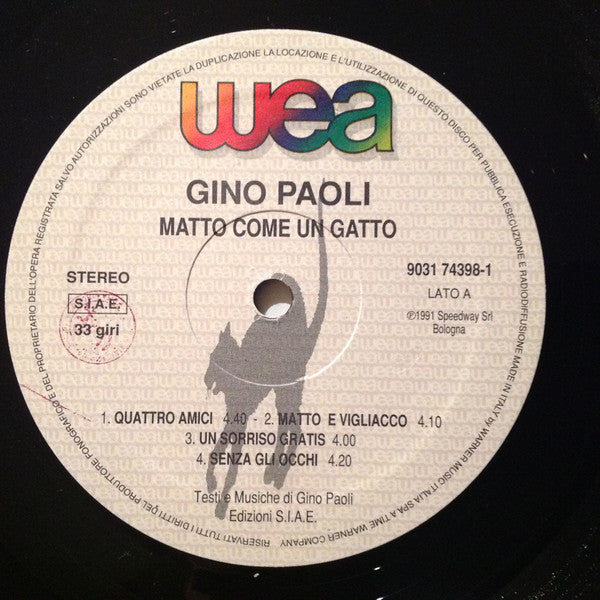 wea
GINO PAOLI
MATTO COME UN GATTO
STEREO
S.I.A.E.
33 giri
9031 74398-1
LATO A
℗1991 Speedway Srl
Bologna
1. QUATTRO AMICI 4.40 - 2. MATTO E VIGLIACCO 4.10
3. UN SORRISO GRATIS 4.00
4. SENZA GLI OCCHI 4.20
Testi e Musiche di Gino Paoli
Edizioni S.I.A.E.
RISERVATI TUTTI I DIRITTI DEL PRODUTTORE FONOGRAFICO E DEL PROPRIETARIO DELL'OPERA REGISTRATA SALVO AUTORIZZAZIONI SONO VIETATE LA DUPLICAZIONE LA LOCAZIONE E L'UTILIZZAZIONE DI QUESTO DISCO PER PUBBLICA ESECUZIONE E RADIODIFFUSIONE MADE IN ITALY by WARNER MUSIC ITALIA SPA A TIME WARNER COMPANY